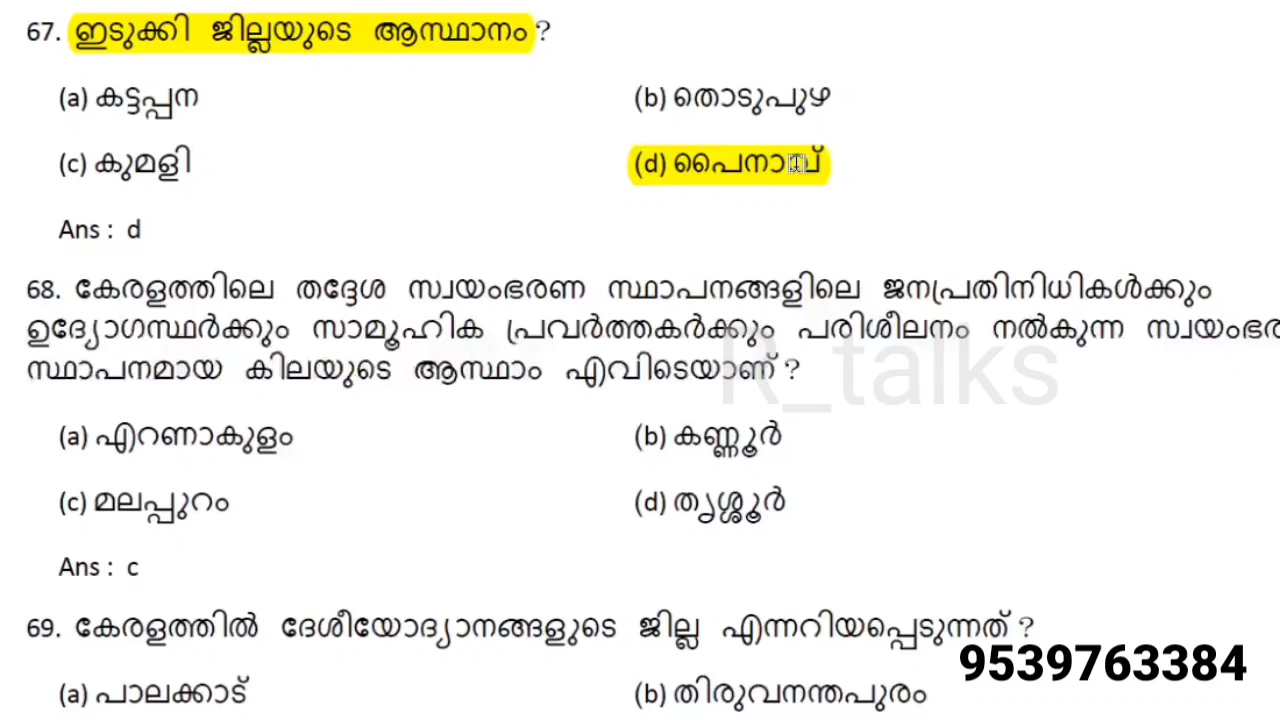 67. ഇടുക്കി ജില്ലയുടെ ആസ്ഥാനം ?
(a) കട്ടപ്പന (b) തൊടുപുഴ
(c) കുമളി (d) പൈനാവ്
Ans : d
68. കേരളത്തിലെ തദ്ദേശ സ്വയംഭരണ സ്ഥാപനങ്ങളിലെ ജനപ്രതിനിധികൾക്കും
ഉദ്യോഗസ്ഥർക്കും സാമൂഹിക പ്രവർത്തകർക്കും പരിശീലനം നൽകുന്ന
സ്ഥാപനമായ കിലയുടെ ആസ്ഥാം എവിടെയാണ് ?
R_talks
(a) എറണാകുളം (b) കണ്ണൂർ
(c) മലപ്പുറം (d) തൃശ്ശൂർ
Ans : c
69. കേരളത്തിൽ ദേശീയോദ്യാനങ്ങളുടെ ജില്ല എന്നറിയപ്പെടുന്നത് ?
9539763384
(a) പാലക്കാട് (b) തിരുവനന്തപുരം